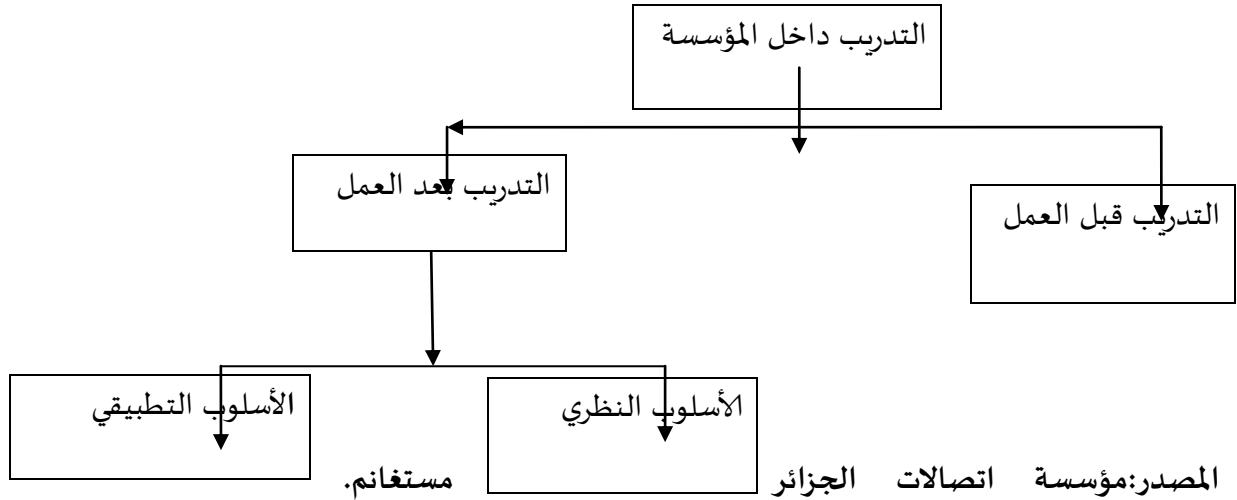 التدريب داخل المؤسسة
التدريب قبل العمل
التدريب بعد العمل
الأسلوب النظري
الأسلوب التطبيقي
المصدر:مؤسسة اتصالات الجزائر مستغانم.